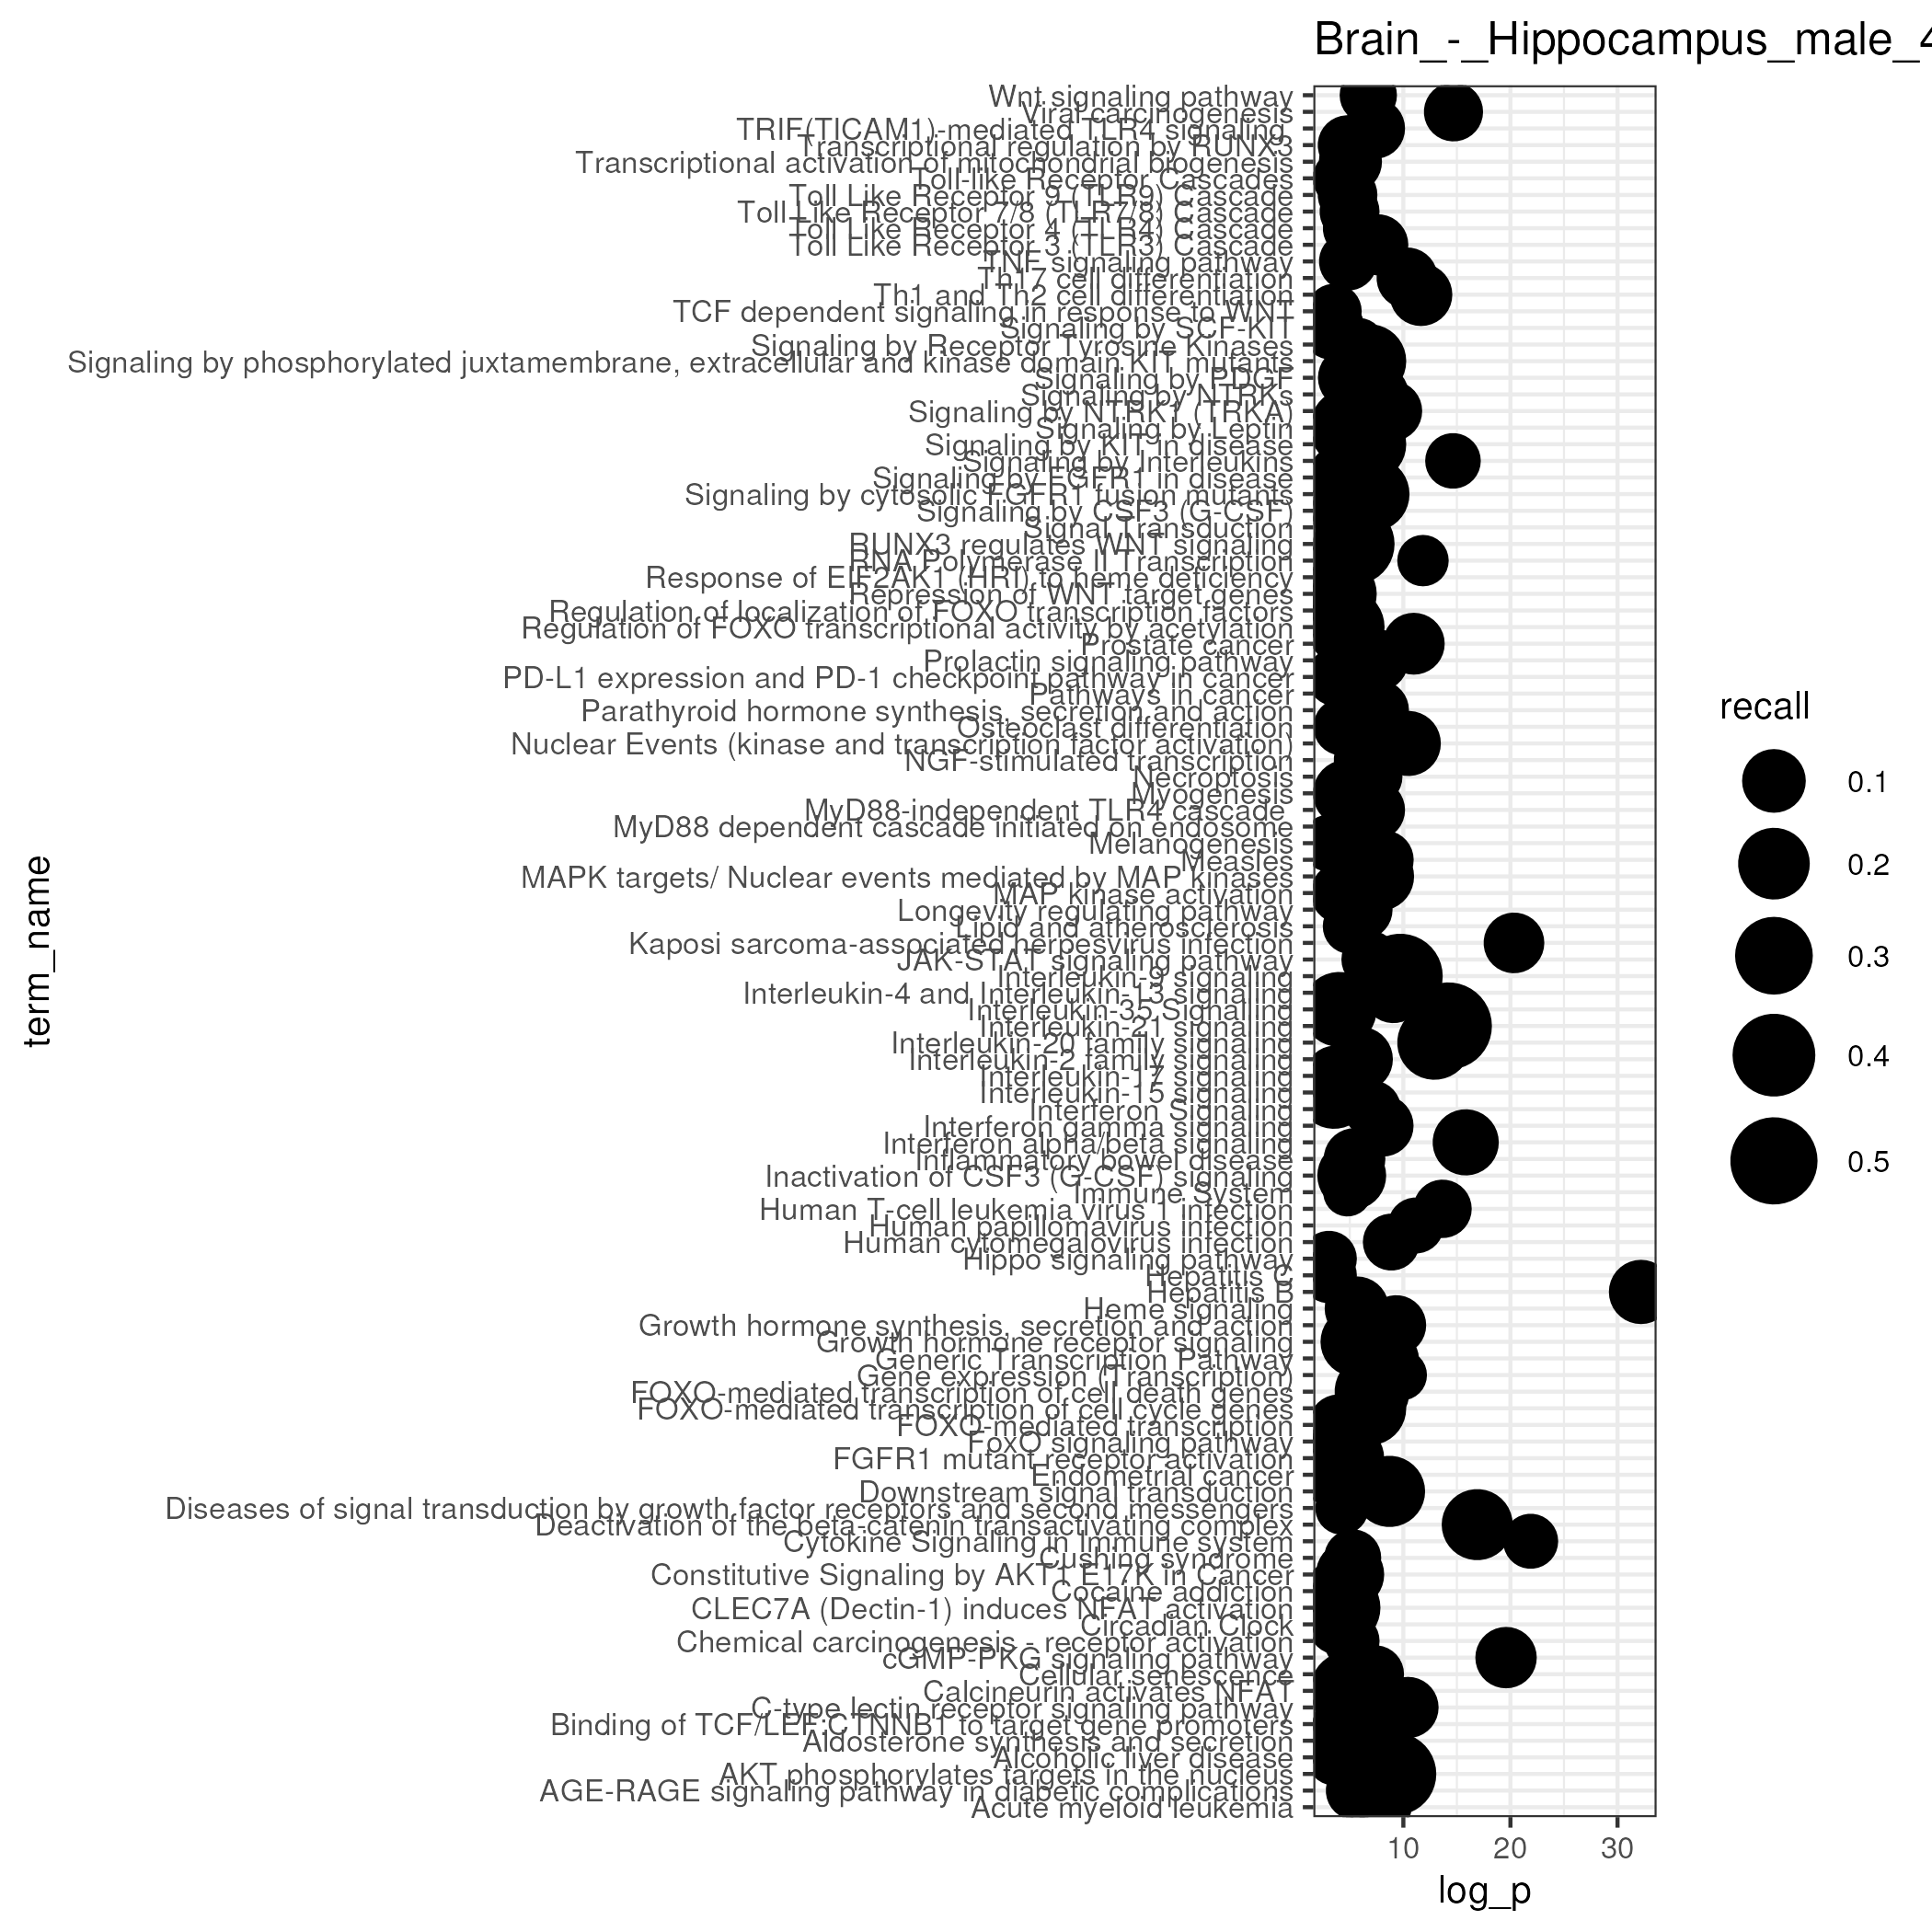 Brain_-_Hippocampus_male_4
Wnt signaling pathway
Viral carcinogenesis
TRIF(TICAM1)-mediated TLR4 signaling
Transcriptional regulation by RUNX3
Transcriptional activation of mitochondrial biogenesis
Toll-like Receptor Cascades
Toll Like Receptor 9 (TLR9) Cascade
Toll Like Receptor 7/8 (TLR7/8) Cascade
Toll Like Receptor 4 (TLR4) Cascade
Toll Like Receptor 3 (TLR3) Cascade
TNF signaling pathway
Th17 cell differentiation
Th1 and Th2 cell differentiation
TCF dependent signaling in response to WNT
Signaling by SCF-KIT
Signaling by Receptor Tyrosine Kinases
Signaling by phosphorylated juxtamembrane, extracellular and kinase domain KIT mutants
Signaling by PDGF
Signaling by NTRKs
Signaling by NTRK1 (TRKA)
Signaling by Leptin
Signaling by KIT in disease
Signaling by Interleukins
Signaling by FGFR1 in disease
Signaling by cytosolic FGFR1 fusion mutants
Signaling by CSF3 (G-CSF)
Signal Transduction
RUNX3 regulates WNT signaling
RNA Polymerase II Transcription
Response of EIF2AK1 (HRI) to heme deficiency
Repression of WNT target genes
Regulation of localization of FOXO transcription factors
Regulation of FOXO transcriptional activity by acetylation
Prostate cancer
Prolactin signaling pathway
PD-L1 expression and PD-1 checkpoint pathway in cancer
Pathways in cancer
Parathyroid hormone synthesis, secretion and action
Osteoclast differentiation
Nuclear Events (kinase and transcription factor activation)
NGF-stimulated transcription
Necroptosis
Myogenesis
MyD88-independent TLR4 cascade
MyD88 dependent cascade initiated on endosome
Melanogenesis
Measles
MAPK targets/ Nuclear events mediated by MAP kinases
MAP kinase activation
Longevity regulating pathway
Lipid and atherosclerosis
Kaposi sarcoma-associated herpesvirus infection
JAK-STAT signaling pathway
Interleukin-9 signaling
Interleukin-4 and Interleukin-13 signaling
Interleukin-35 Signalling
Interleukin-21 signaling
Interleukin-20 family signaling
Interleukin-2 family signaling
Interleukin-17 signaling
Interleukin-15 signaling
Interferon Signaling
Interferon gamma signaling
Interferon alpha/beta signaling
Inflammatory bowel disease
Inactivation of CSF3 (G-CSF) signaling
Immune System
Human T-cell leukemia virus 1 infection
Human papillomavirus infection
Human cytomegalovirus infection
Hippo signaling pathway
Hepatitis C
Hepatitis B
Heme signaling
Growth hormone synthesis, secretion and action
Growth hormone receptor signaling
Generic Transcription Pathway
Gene expression (Transcription)
FOXO-mediated transcription of cell death genes
FOXO-mediated transcription of cell cycle genes
FOXO-mediated transcription
FoxO signaling pathway
FGFR1 mutant receptor activation
Endometrial cancer
Downstream signal transduction
Diseases of signal transduction by growth factor receptors and second messengers
Deactivation of the beta-catenin transactivating complex
Cytokine Signaling in Immune system
Cushing syndrome
Constitutive Signaling by AKT1 E17K in Cancer
Cocaine addiction
CLEC7A (Dectin-1) induces NFAT activation
Circadian Clock
Chemical carcinogenesis - receptor activation
cGMP-PKG signaling pathway
Cellular senescence
Calcineurin activates NFAT
C-type lectin receptor signaling pathway
Binding of TCF/LEF:CTNNB1 to target gene promoters
Aldosterone synthesis and secretion
Alcoholic liver disease
AKT phosphorylates targets in the nucleus
AGE-RAGE signaling pathway in diabetic complications
Acute myeloid leukemia
term_name
10 20 30
log_p
recall
0.1
0.2
0.3
0.4
0.5